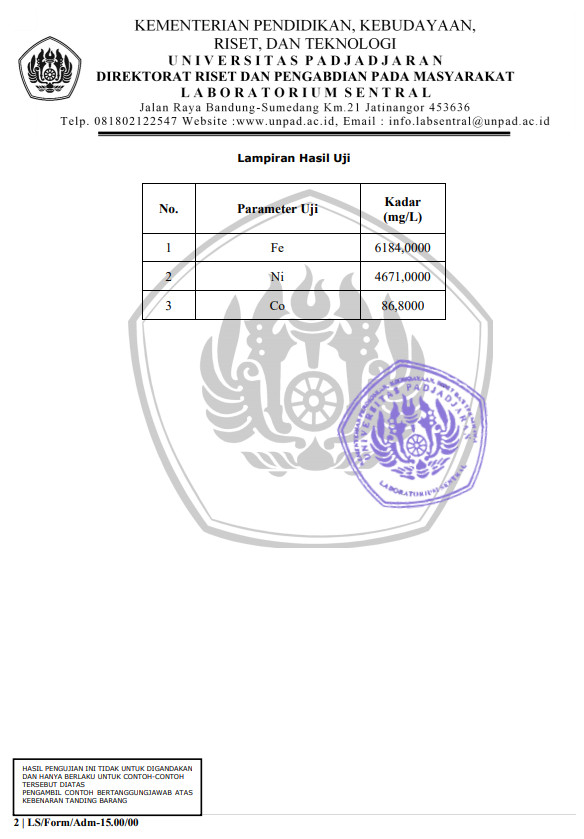 KEMENTERIAN PENDIDIKAN, KEBUDAYAAN,
RISET, DAN TEKNOLOGI
UNIVERSITAS PADJADJARAN
DIREKTORAT RISET DAN PENGABDIAN PADA MASYARAKAT
LABORATORIUM SENTRAL
Jalan Raya Bandung-Sumedang Km.21 Jatinangor 453636
Telp. 081802122547 Website :www.unpad.ac.id, Email : info.labsentral@unpad.ac.id
Lampiran Hasil Uji
No. Parameter Uji Kadar
(mg/L)
1 Fe 6184,0000
2 Ni 4671,0000
3 Co 86,8000
UNIVERSITAS PADJADJARAN
LABORATORIUM SENTRAL
HASIL PENGUJIAN INI TIDAK UNTUK DIGANDAKAN
DAN HANYA BERLAKU UNTUK CONTOH-CONTOH
TERSEBUT DIATAS
PENGAMBIL CONTOH BERTANGGUNGJAWAB ATAS
KEBENARAN TANDING BARANG
2 | LS/Form/Adm-15.00/00